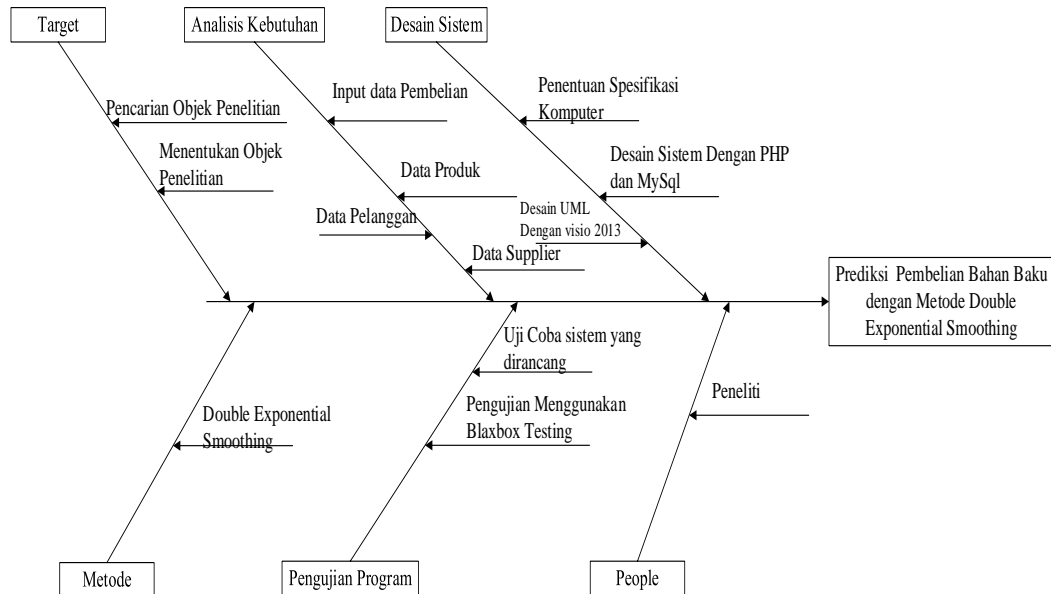 Target
Analisis Kebutuhan
Desain Sistem
Pencarian Objek Penelitian
Menentukan Objek
Penelitian
Input data Pembelian
Data Produk
Data Pelanggan
Data Supplier
Penentuan Spesifikasi
Komputer
Desain Sistem Dengan PHP
dan MySql
Desain UML
Dengan visio 2013
Prediksi Pembelian Bahan Baku
dengan Metode Double
Exponential Smoothing
Double Exponential
Smoothing
Uji Coba sistem yang
dirancang
Pengujian Menggunakan
Blaxbox Testing
Peneliti
Metode
Pengujian Program
People